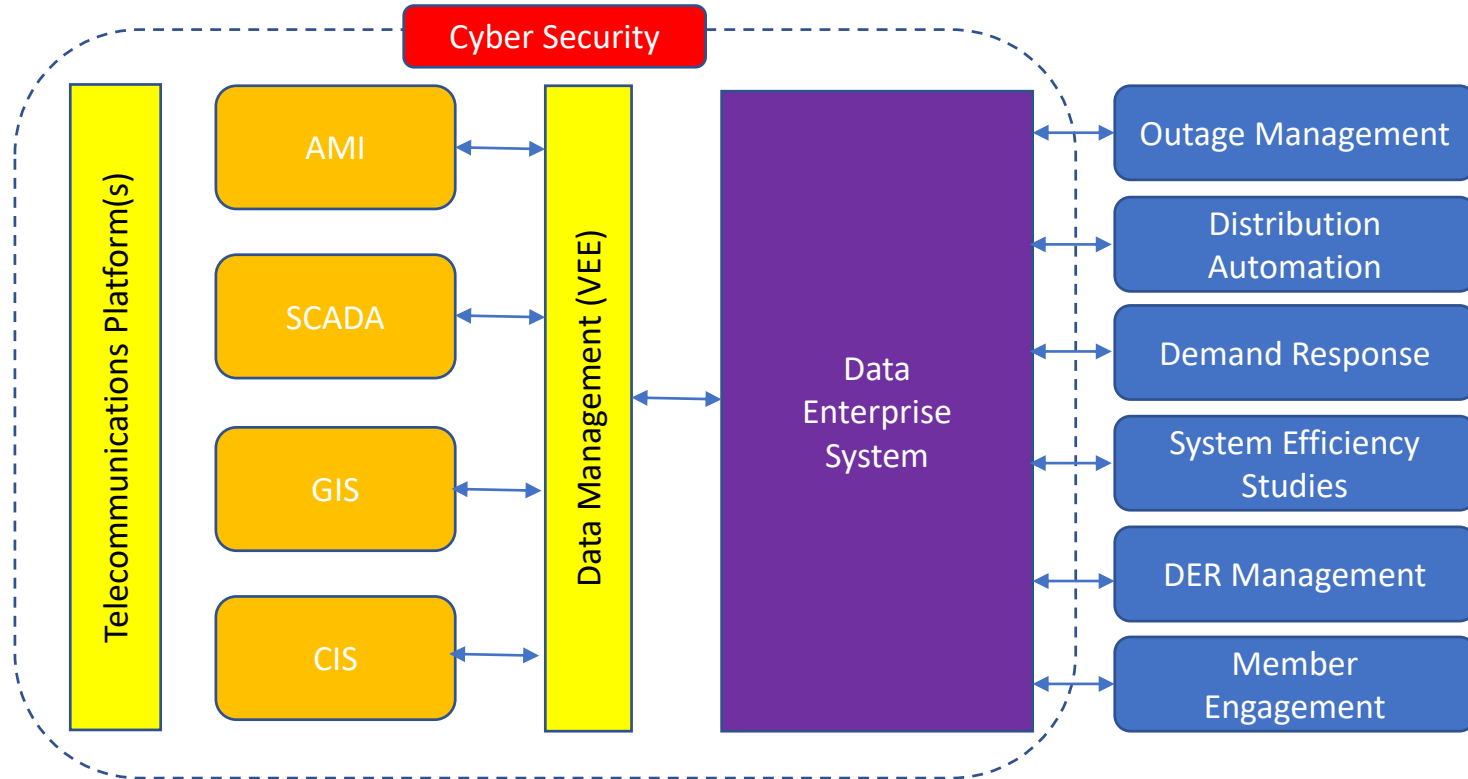 Cyber Security
Telecommunications Platform(s)
AMI
SCADA
GIS
CIS
Data Management (VEE)
Data
Enterprise
System
Outage Management
Distribution
Automation
Demand Response
System Efficiency
Studies
DER Management
Member
Engagement